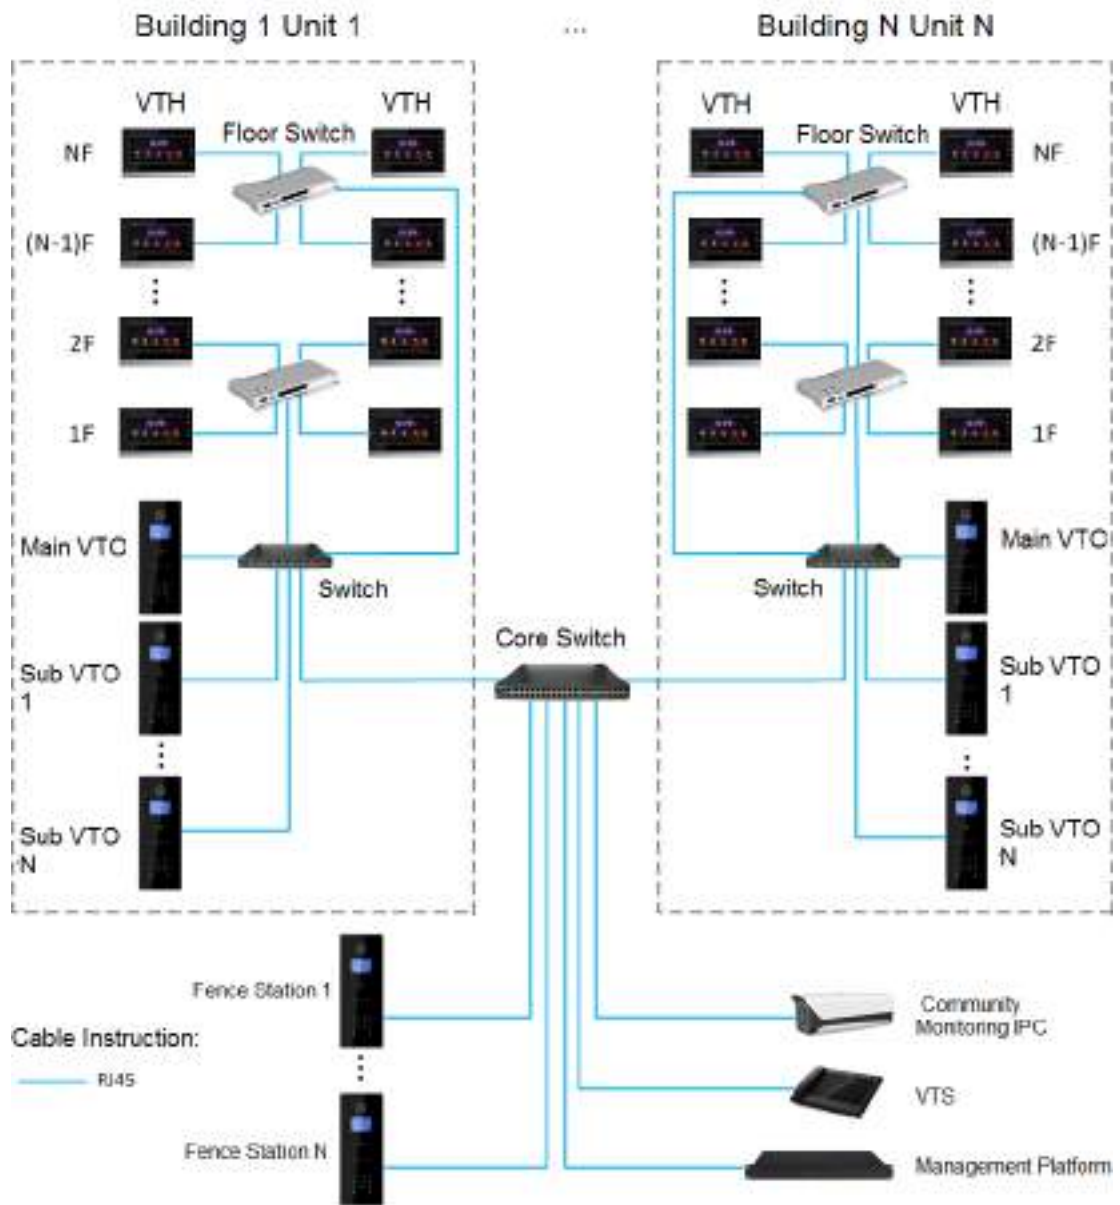 Building 1 Unit 1 ... Building N Unit N
VTH VTH VTH VTH
Floor Switch Floor Switch
NF NF
(N-1)F (N-1)F
2F 2F
1F 1F
Main VTO Main VTO
Switch Switch
Core Switch
Sub VTO Sub VTO
1 1
Sub VTO Sub VTO
N N
Fence Station 1
Community
Monitoring IPC
Cable Instruction:
RJ45
VTS
Fence Station N
Management Platform